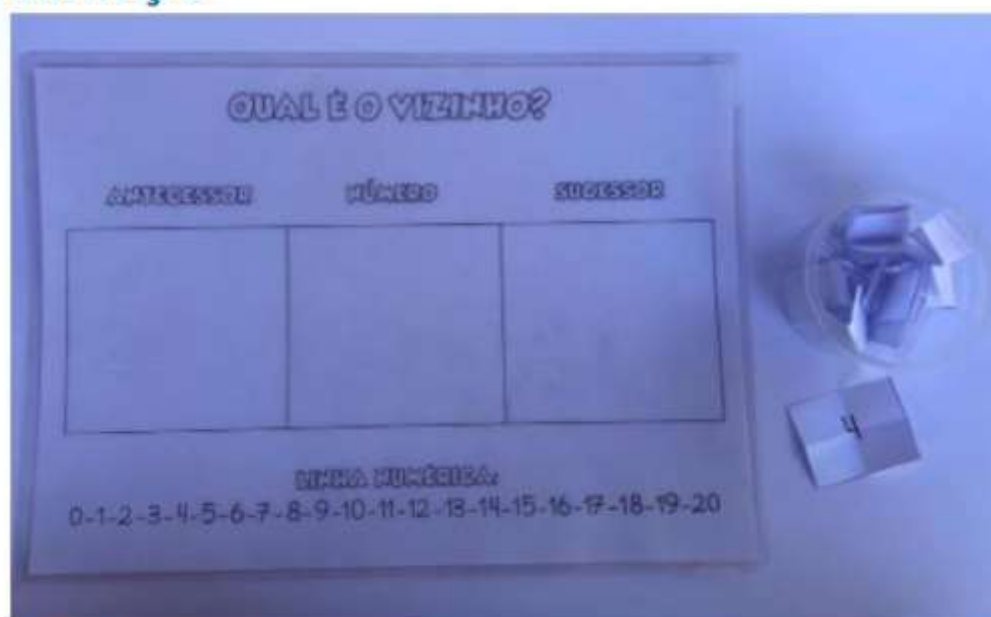 QUAL É O VIZINHO?
ANTECESSOR NÚMERO SUCESSOR
4
LINHA NUMÉRICA:
0-1-2-3-4-5-6-7-8-9-10-11-12-13-14-15-16-17-18-19-20